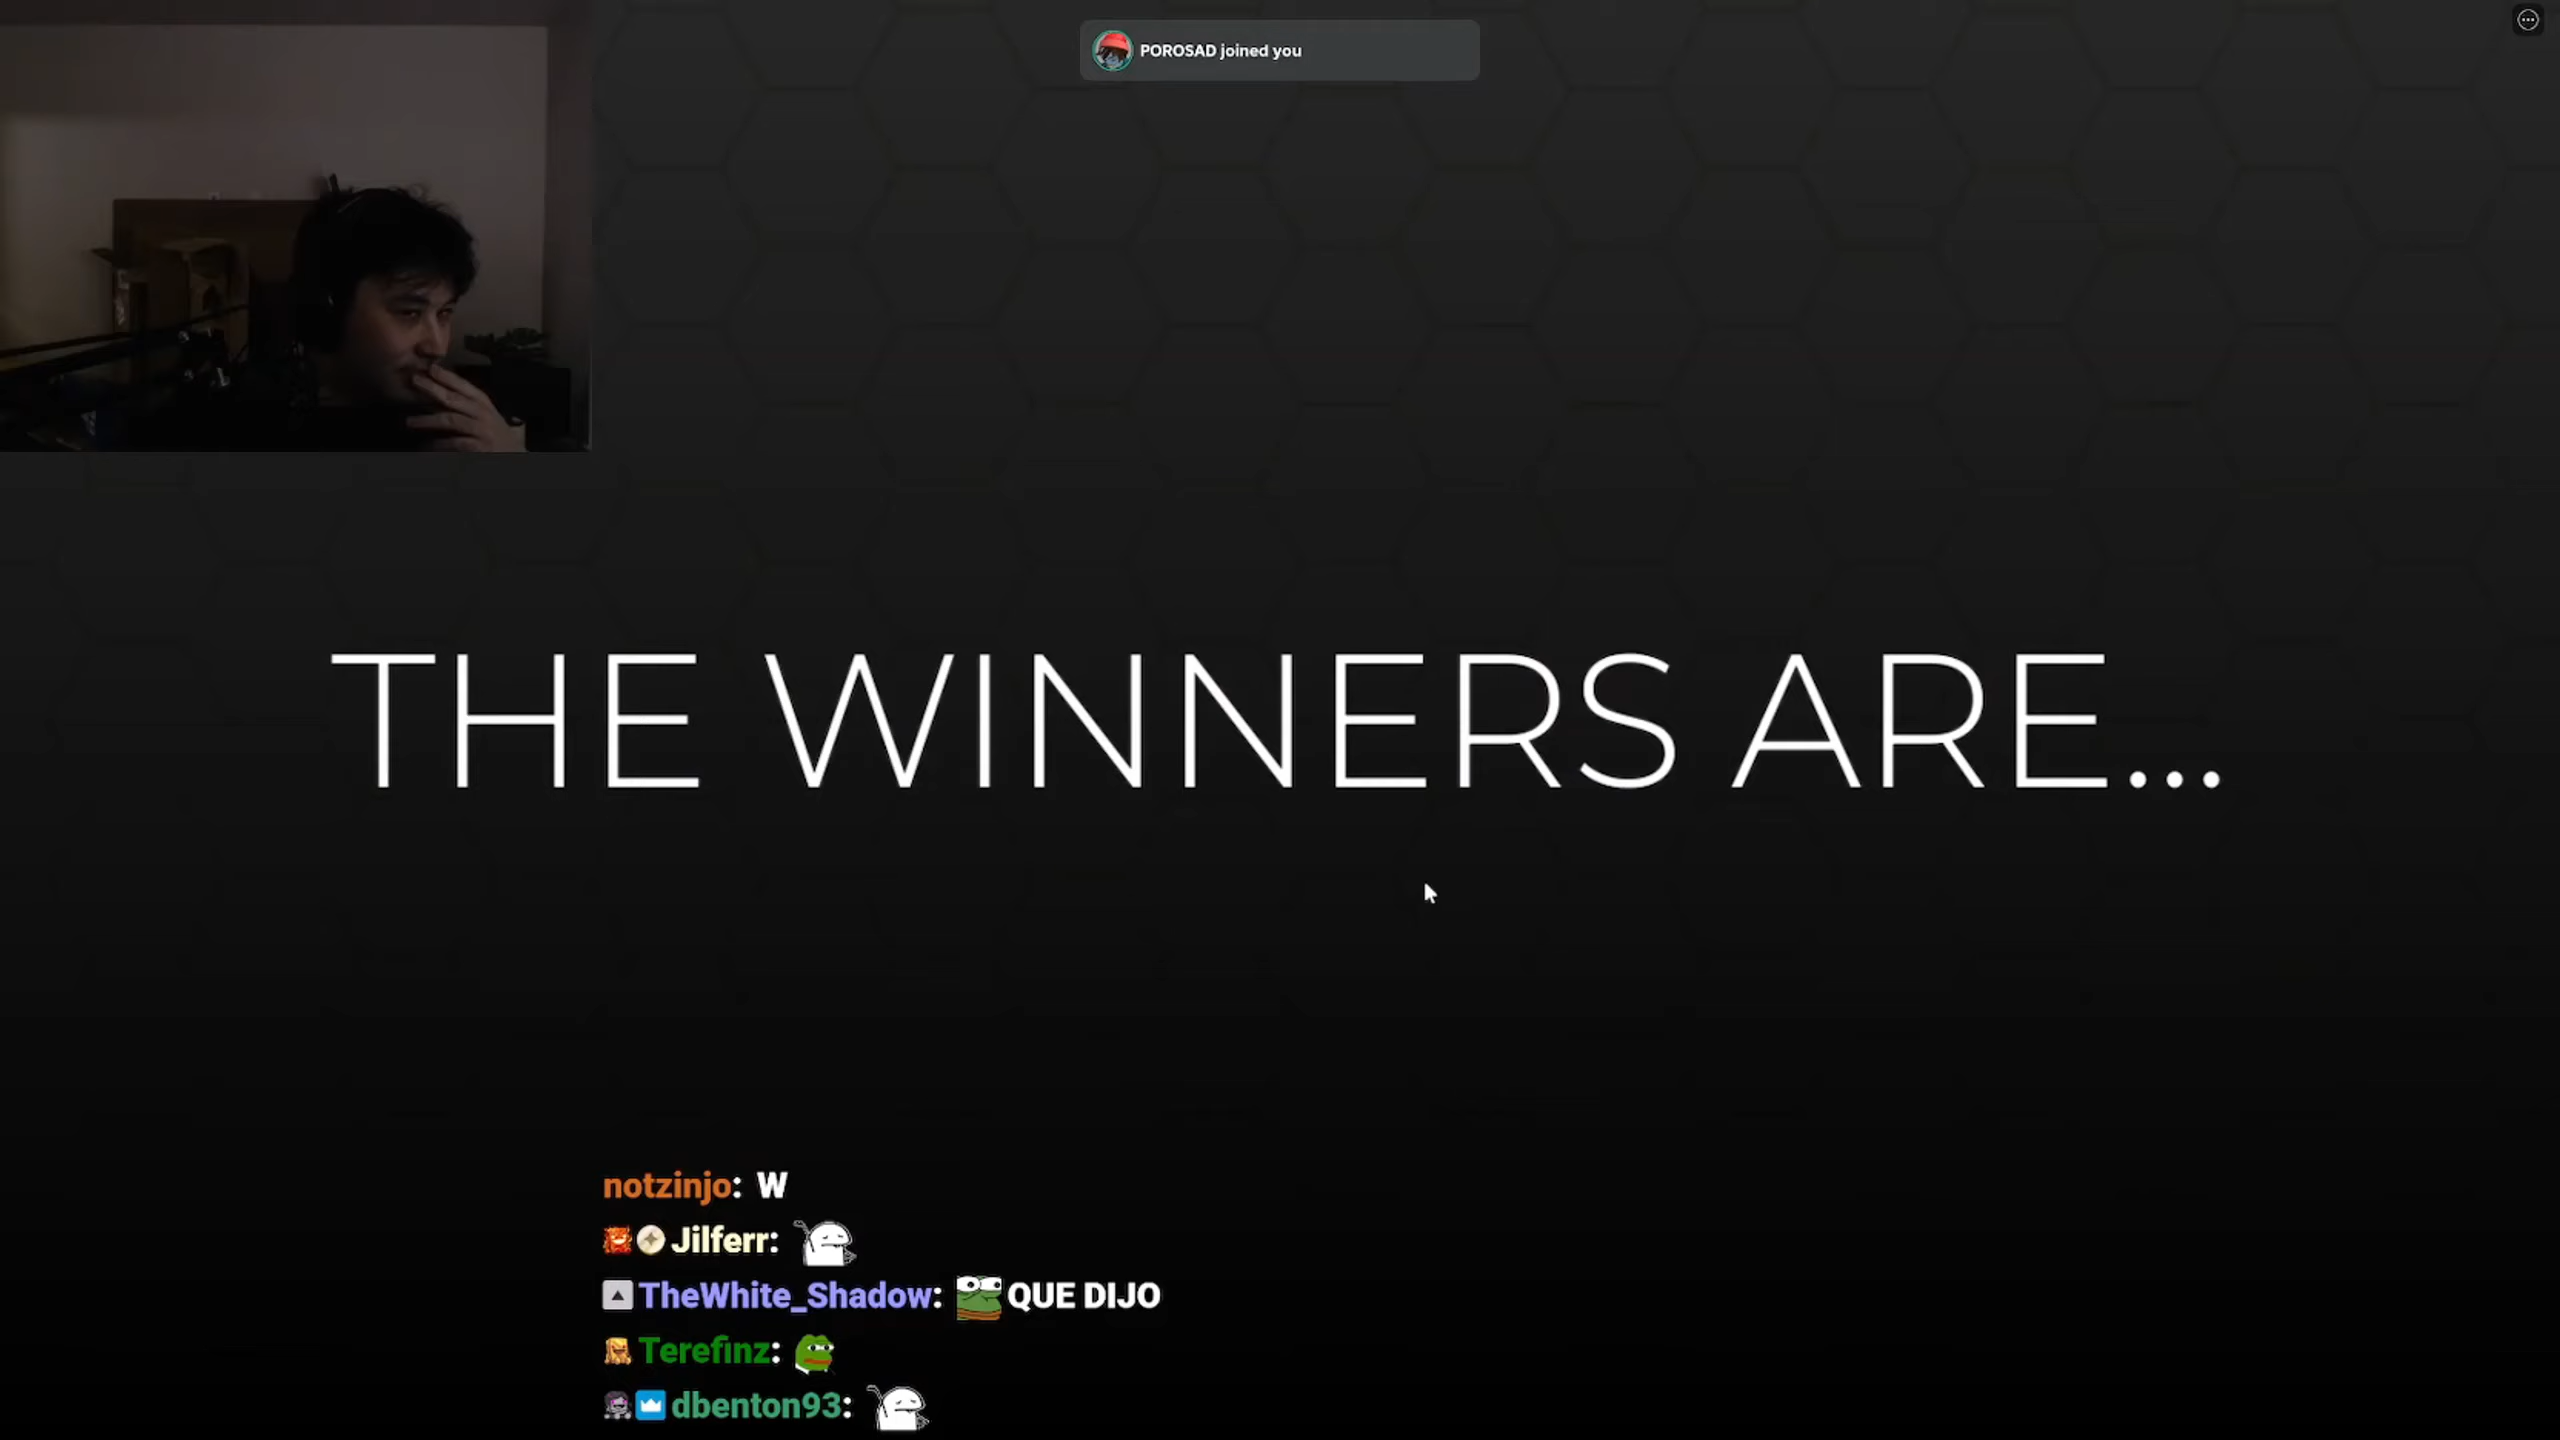 POROSAD joined you
THE WINNERS ARE...
notzinjo: W
Jilferr:
TheWhite_Shadow: QUE DIJO
Terefinz:
dbenton93: